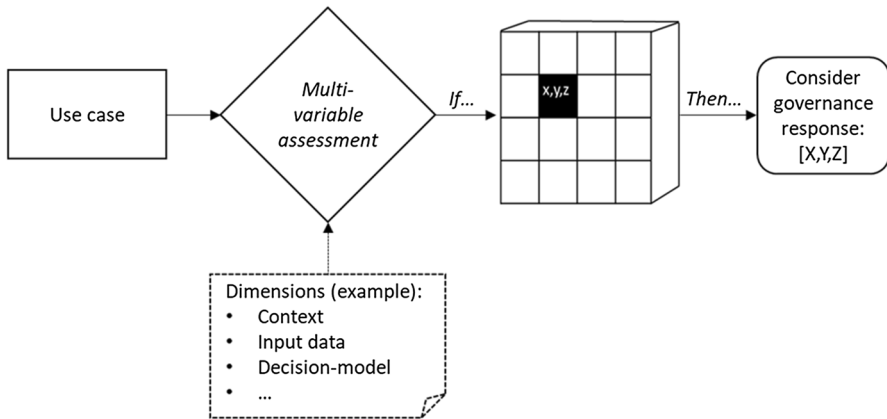 Use case
Multi-
variable
assessment
If...
x,y,z
Then...
Consider
governance
response:
[X,Y,Z]
Dimensions (example):
• Context
• Input data
• Decision-model
• ...